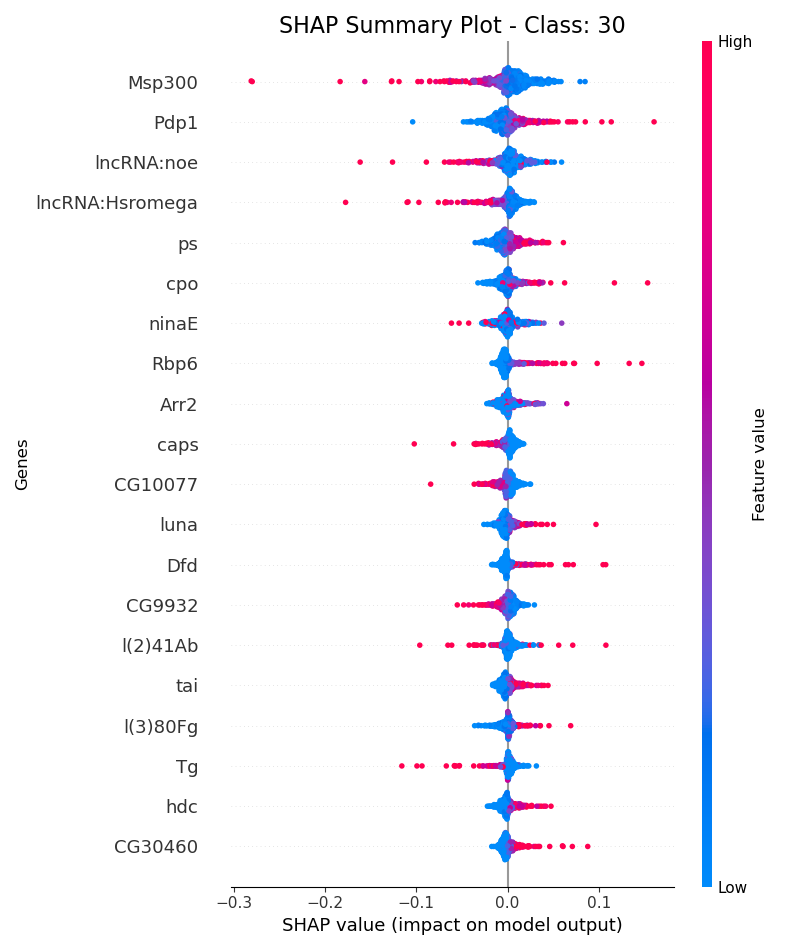 SHAP Summary Plot - Class: 30
High
Msp300
Pdp1
lncRNA:noe
lncRNA:Hsromega
ps
cpo
ninaE
Rbp6
Arr2
caps
CG10077
luna
Dfd
CG9932
l(2)41Ab
tai
l(3)80Fg
Tg
hdc
CG30460
Genes
Feature value
Low
−0.3 −0.2 −0.1 0.0 0.1
SHAP value (impact on model output)